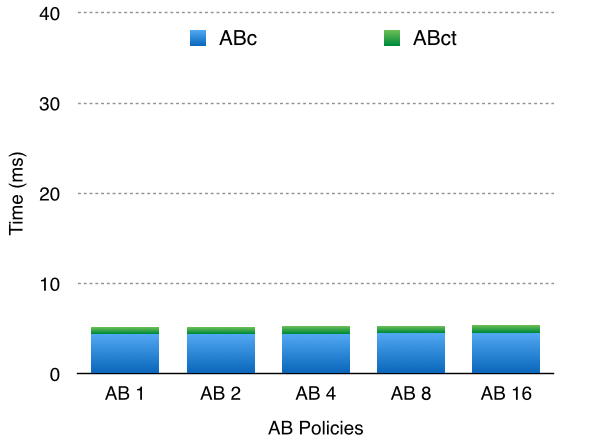 40
ABc ABct
30
Time (ms)
20
10
0
AB 1 AB 2 AB 4 AB 8 AB 16
AB Policies